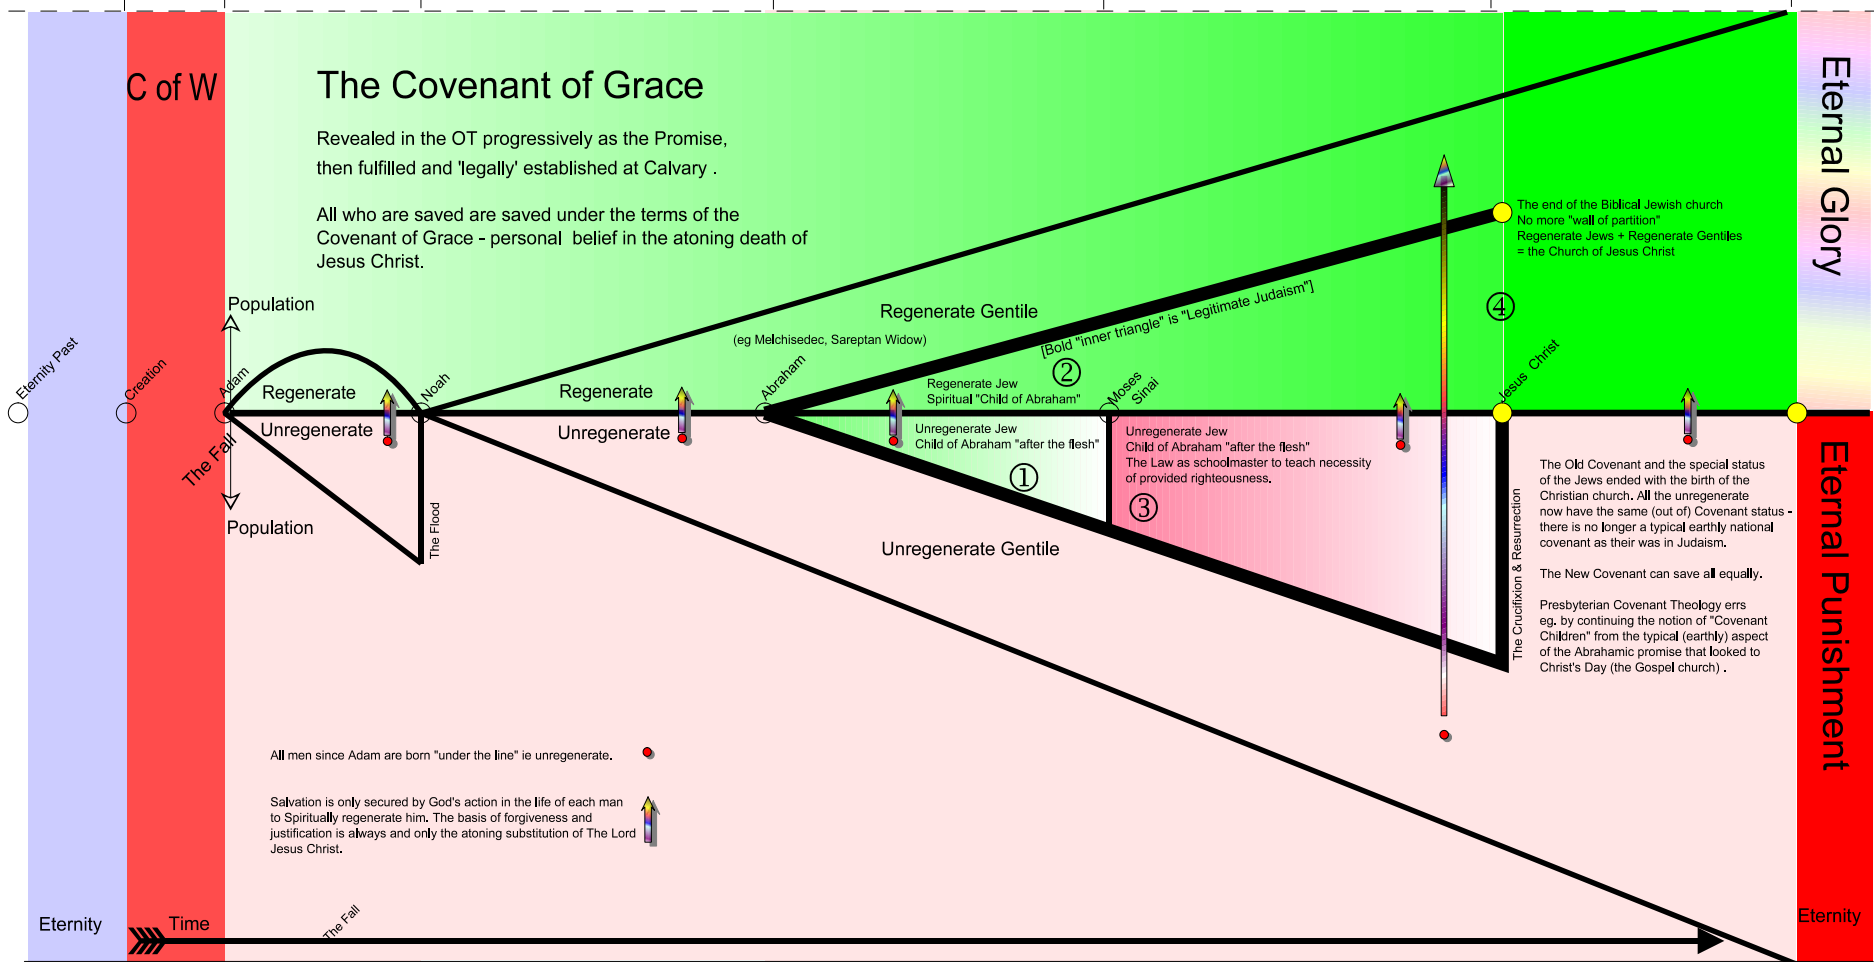 C of W
The Covenant of Grace
Revealed in the OT progressively as the Promise,
then fulfilled and 'legally' established at Calvary .
All who are saved are saved under the terms of the
Covenant of Grace - personal  belief in the atoning death of
Jesus Christ.
Eternal Glory
The end of the Biblical Jewish church
No more "wall of partition"
Regenerate Jews + Regenerate Gentiles
= the Church of Jesus Christ
Population
Regenerate Gentile
(eg Melchisedec, Sareptan Widow)
[Bold "inner triangle" is "Legitimate Judaism"]
④
②
Eternity Past
Creation
Adam
The Fall
Noah
Abraham
Moses
Sinai
Jesus Christ
Regenerate
Unregenerate
Regenerate
Unregenerate
Regenerate Jew
Spiritual "Child of Abraham"
Unregenerate Jew
Child of Abraham "after the flesh"
①
Unregenerate Jew
Child of Abraham "after the flesh"
The Law as schoolmaster to teach necessity
of provided righteousness.
③
Population
The Flood
Unregenerate Gentile
The Crucifixion & Resurrection
The Old Covenant and the special status
of the Jews ended with the birth of the
Christian church. All the unregenerate
now have the same (out of) Covenant status -
there is no longer a typical earthly national
covenant as their was in Judaism.
The New Covenant can save all equally.
Presbyterian Covenant Theology errs
eg. by continuing the notion of "Covenant
Children" from the typical (earthly) aspect
of the Abrahamic promise that looked to
Christ's Day (the Gospel church) .
Eternal Punishment
All men since Adam are born "under the line" ie unregenerate.
Salvation is only secured by God's action in the life of each man
to Spiritually regenerate him. The basis of forgiveness and
justification is always and only the atoning substitution of The Lord
Jesus Christ.
Eternity
Time
The Fall
Eternity